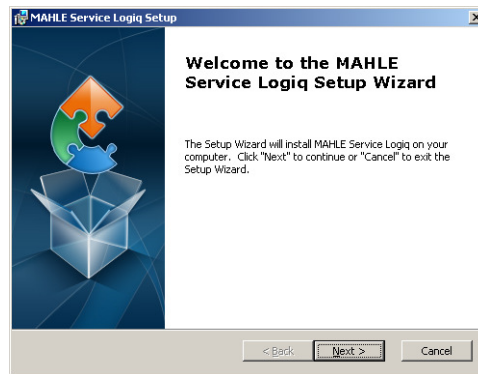 MAHLE Service Logiq Setup
Welcome to the MAHLE
Service Logiq Setup Wizard
The Setup Wizard will install MAHLE Service Logiq on your
computer. Click "Next" to continue or "Cancel" to exit the
Setup Wizard.
< Back Next > Cancel